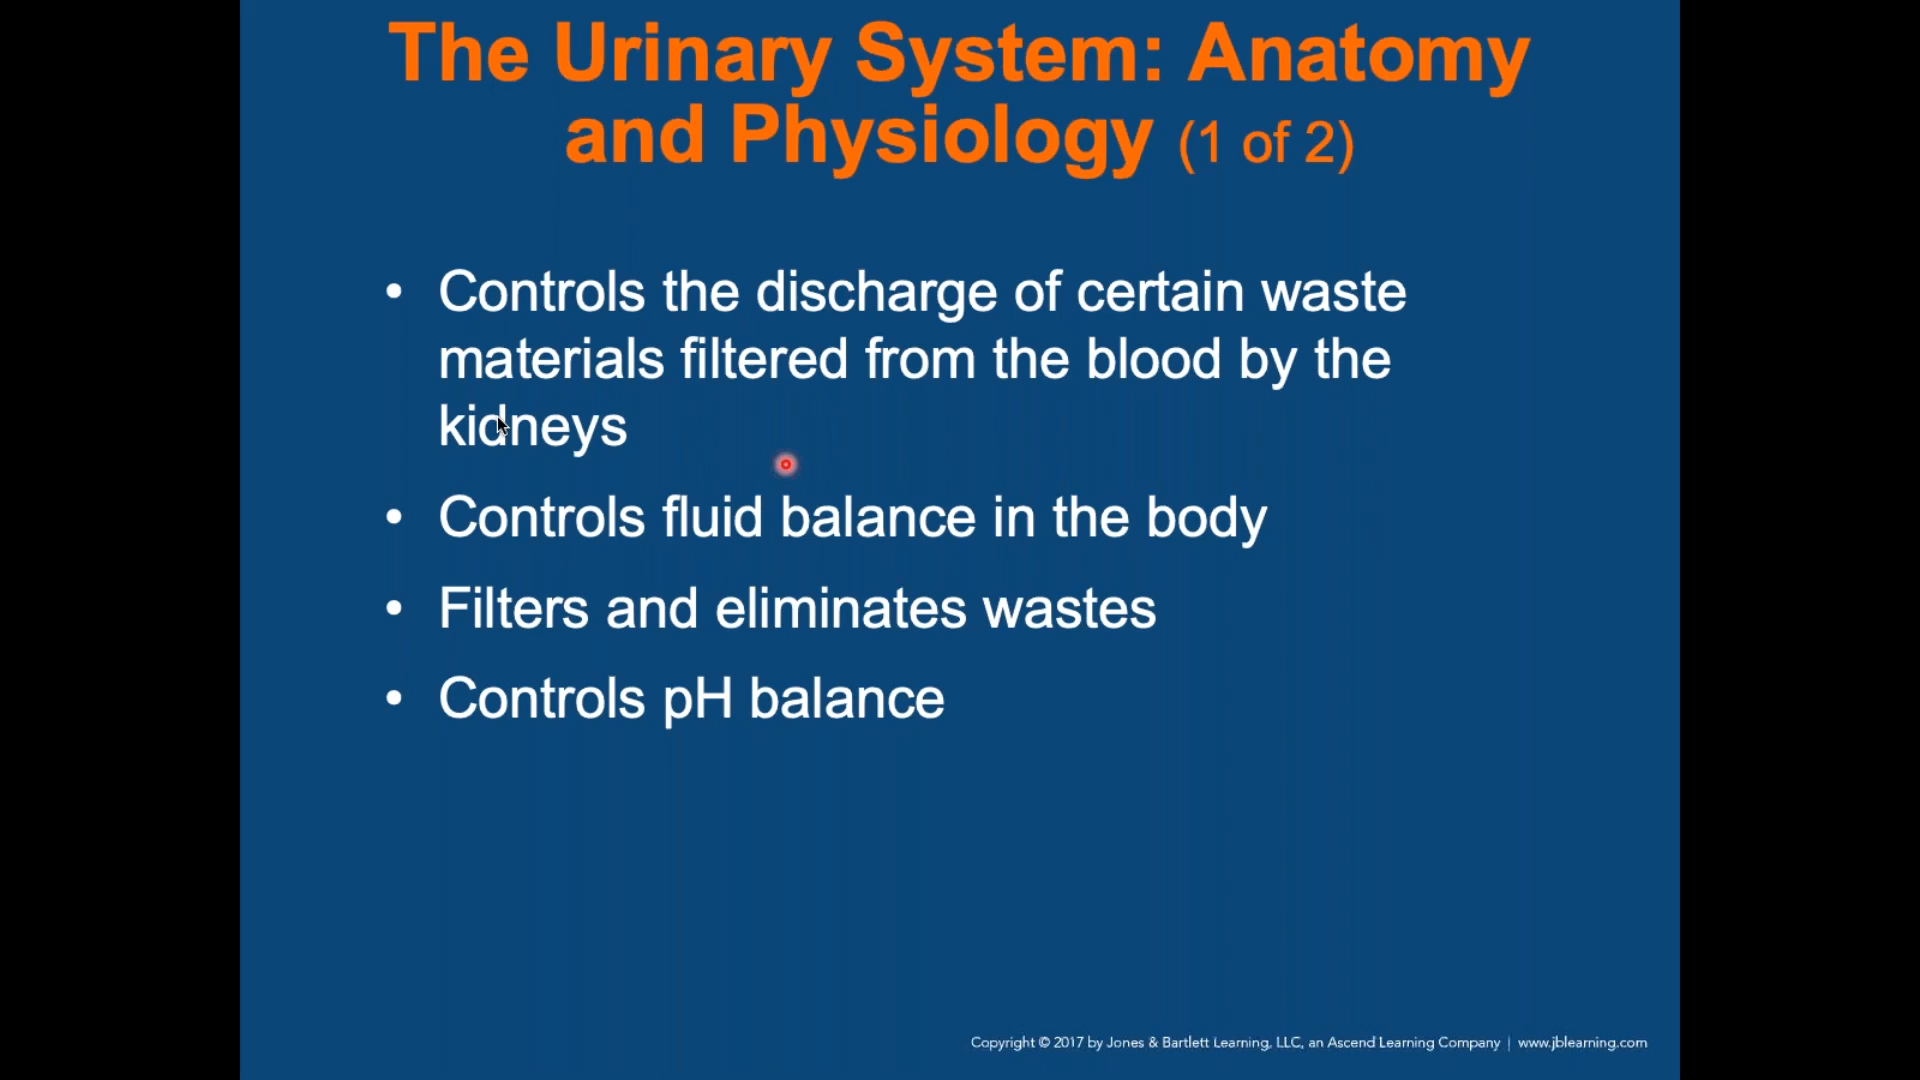 The Urinary System: Anatomy
and Physiology (1 of 2)
• Controls the discharge of certain waste
materials filtered from the blood by the
kidneys
• Controls fluid balance in the body
• Filters and eliminates wastes
• Controls pH balance
Copyright © 2017 by Jones & Bartlett Learning, LLC, an Ascend Learning Company | www.jblearning.com